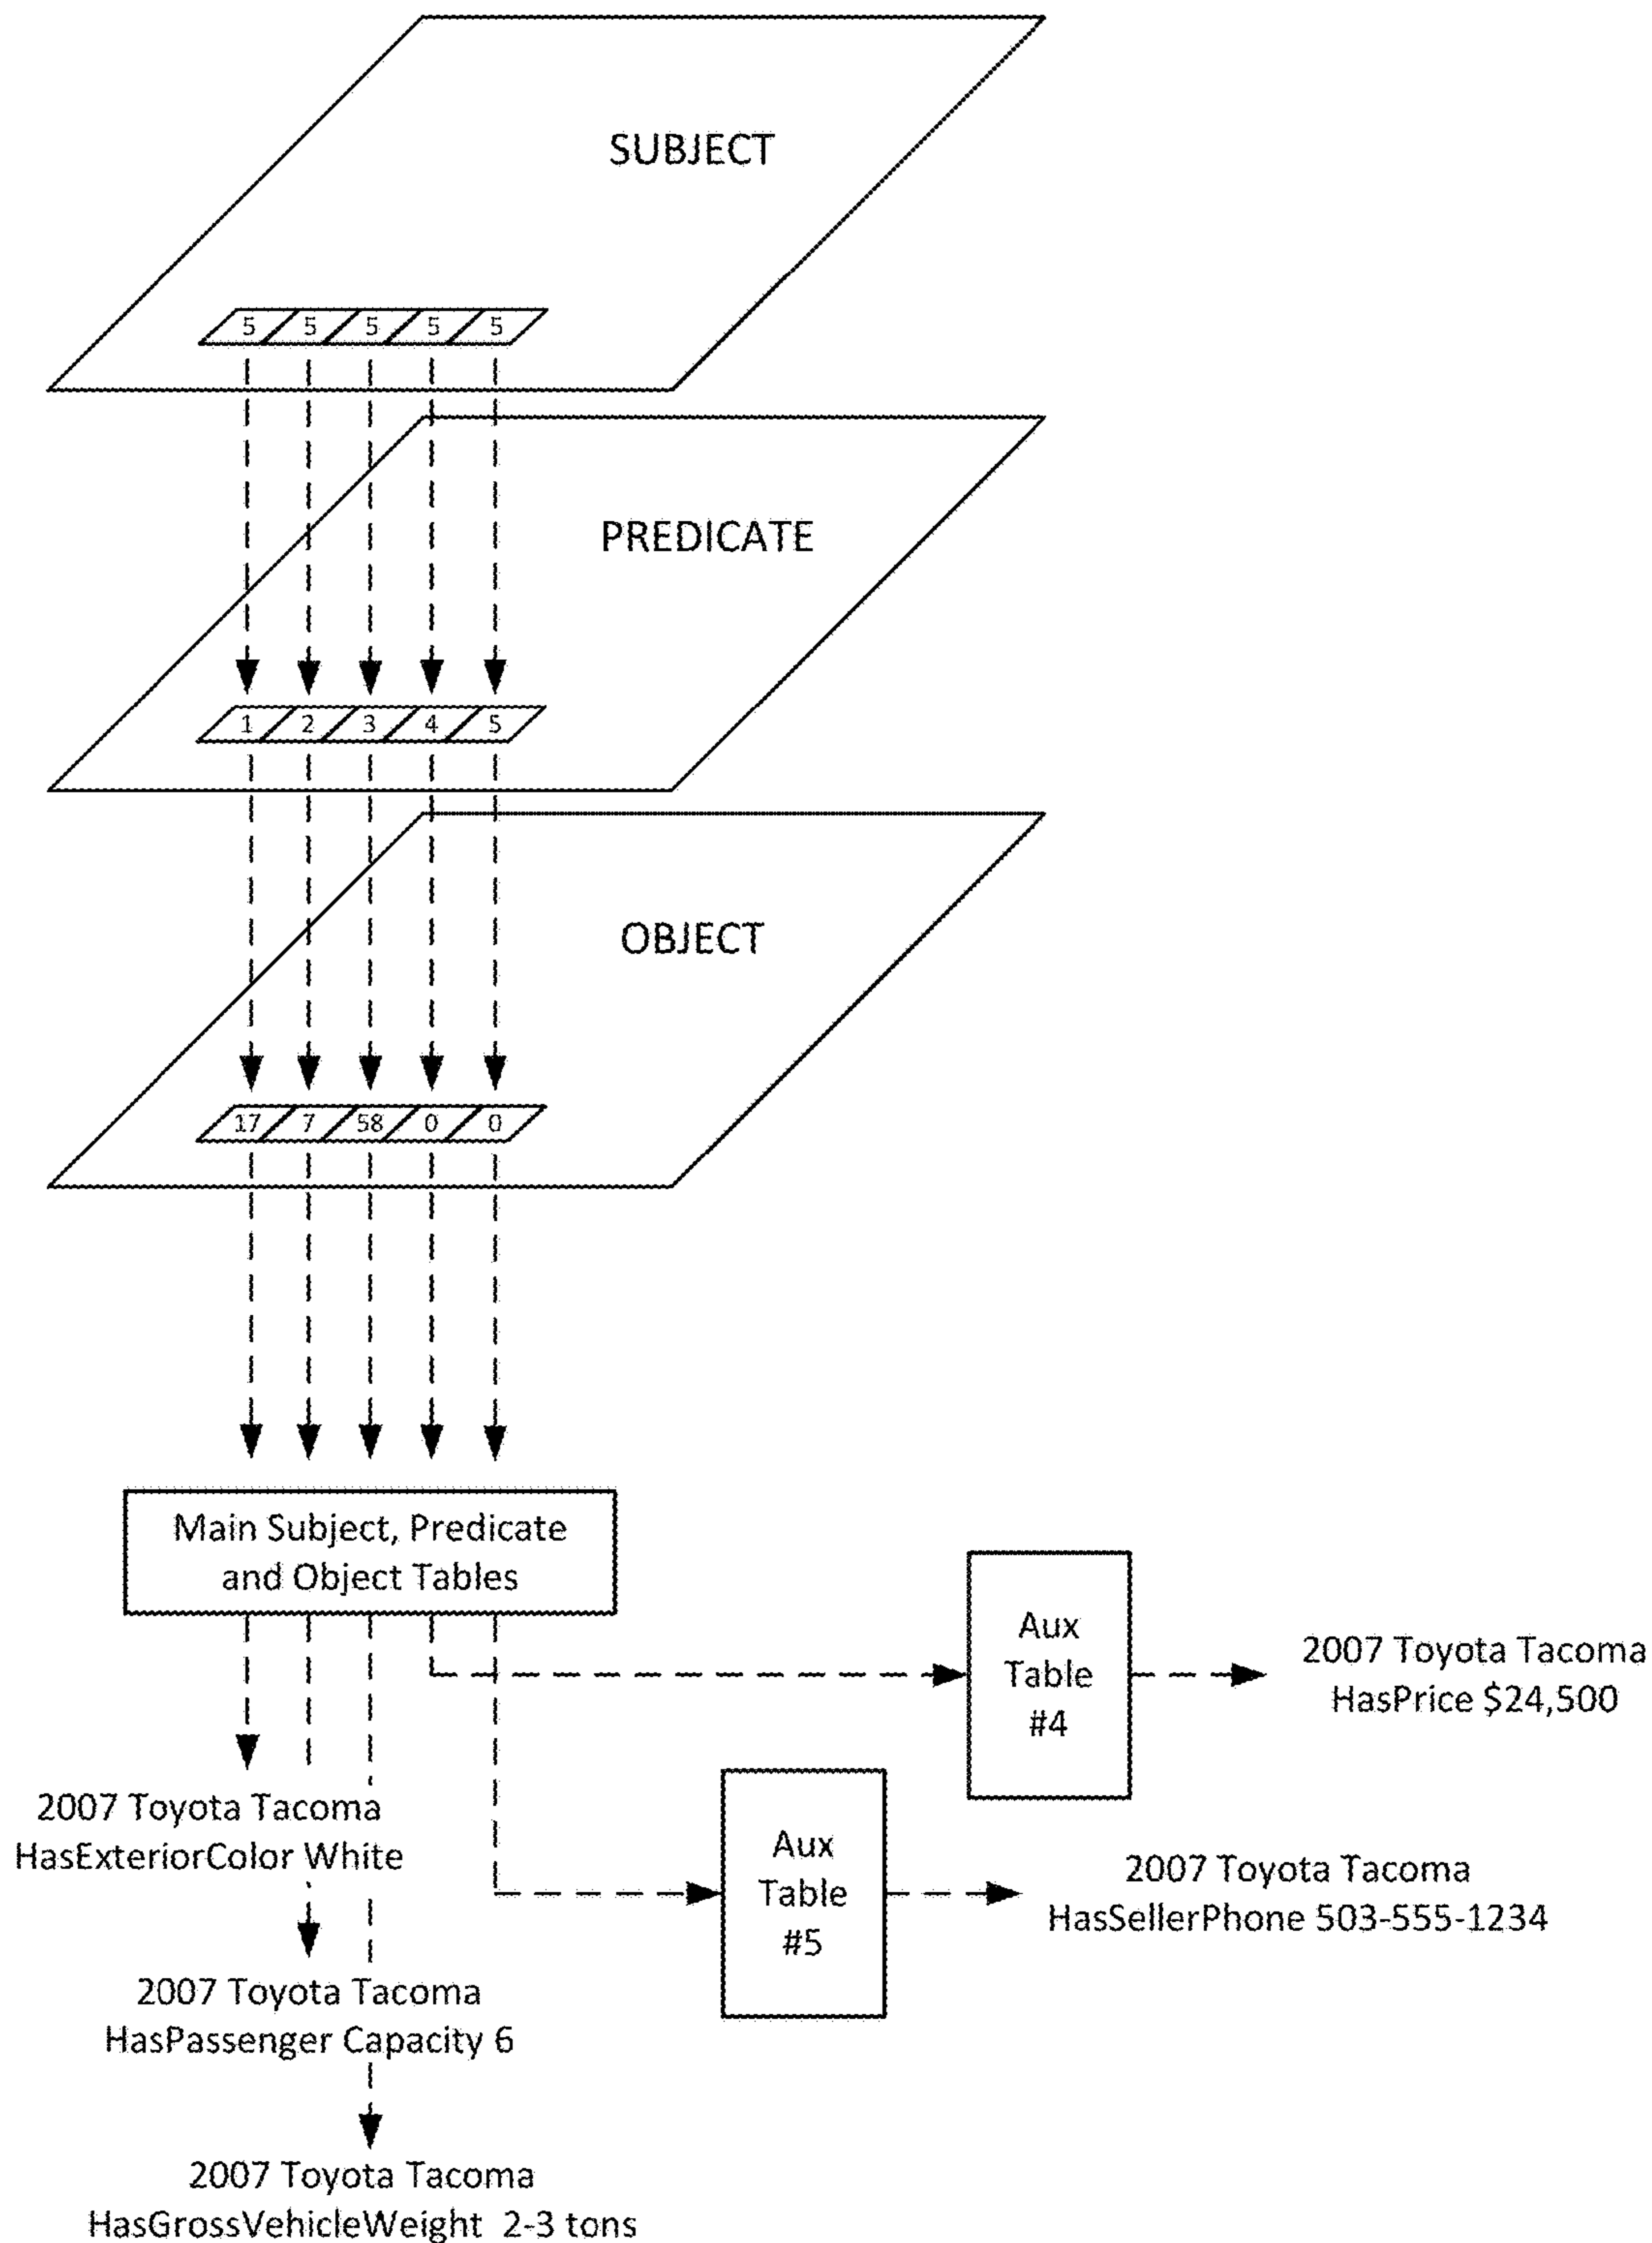 SUBJECT
5 5 5 5 5
PREDICATE
1 2 3 4 5
OBJECT
17 7 58 0 0
Main Subject, Predicate
and Object Tables
Aux
Table
#4
2007 Toyota Tacoma
HasPrice $24,500
2007 Toyota Tacoma
HasExteriorColor White
Aux
Table
#5
2007 Toyota Tacoma
HasSellerPhone 503-555-1234
2007 Toyota Tacoma
HasPassenger Capacity 6
2007 Toyota Tacoma
HasGrossVehicleWeight 2-3 tons